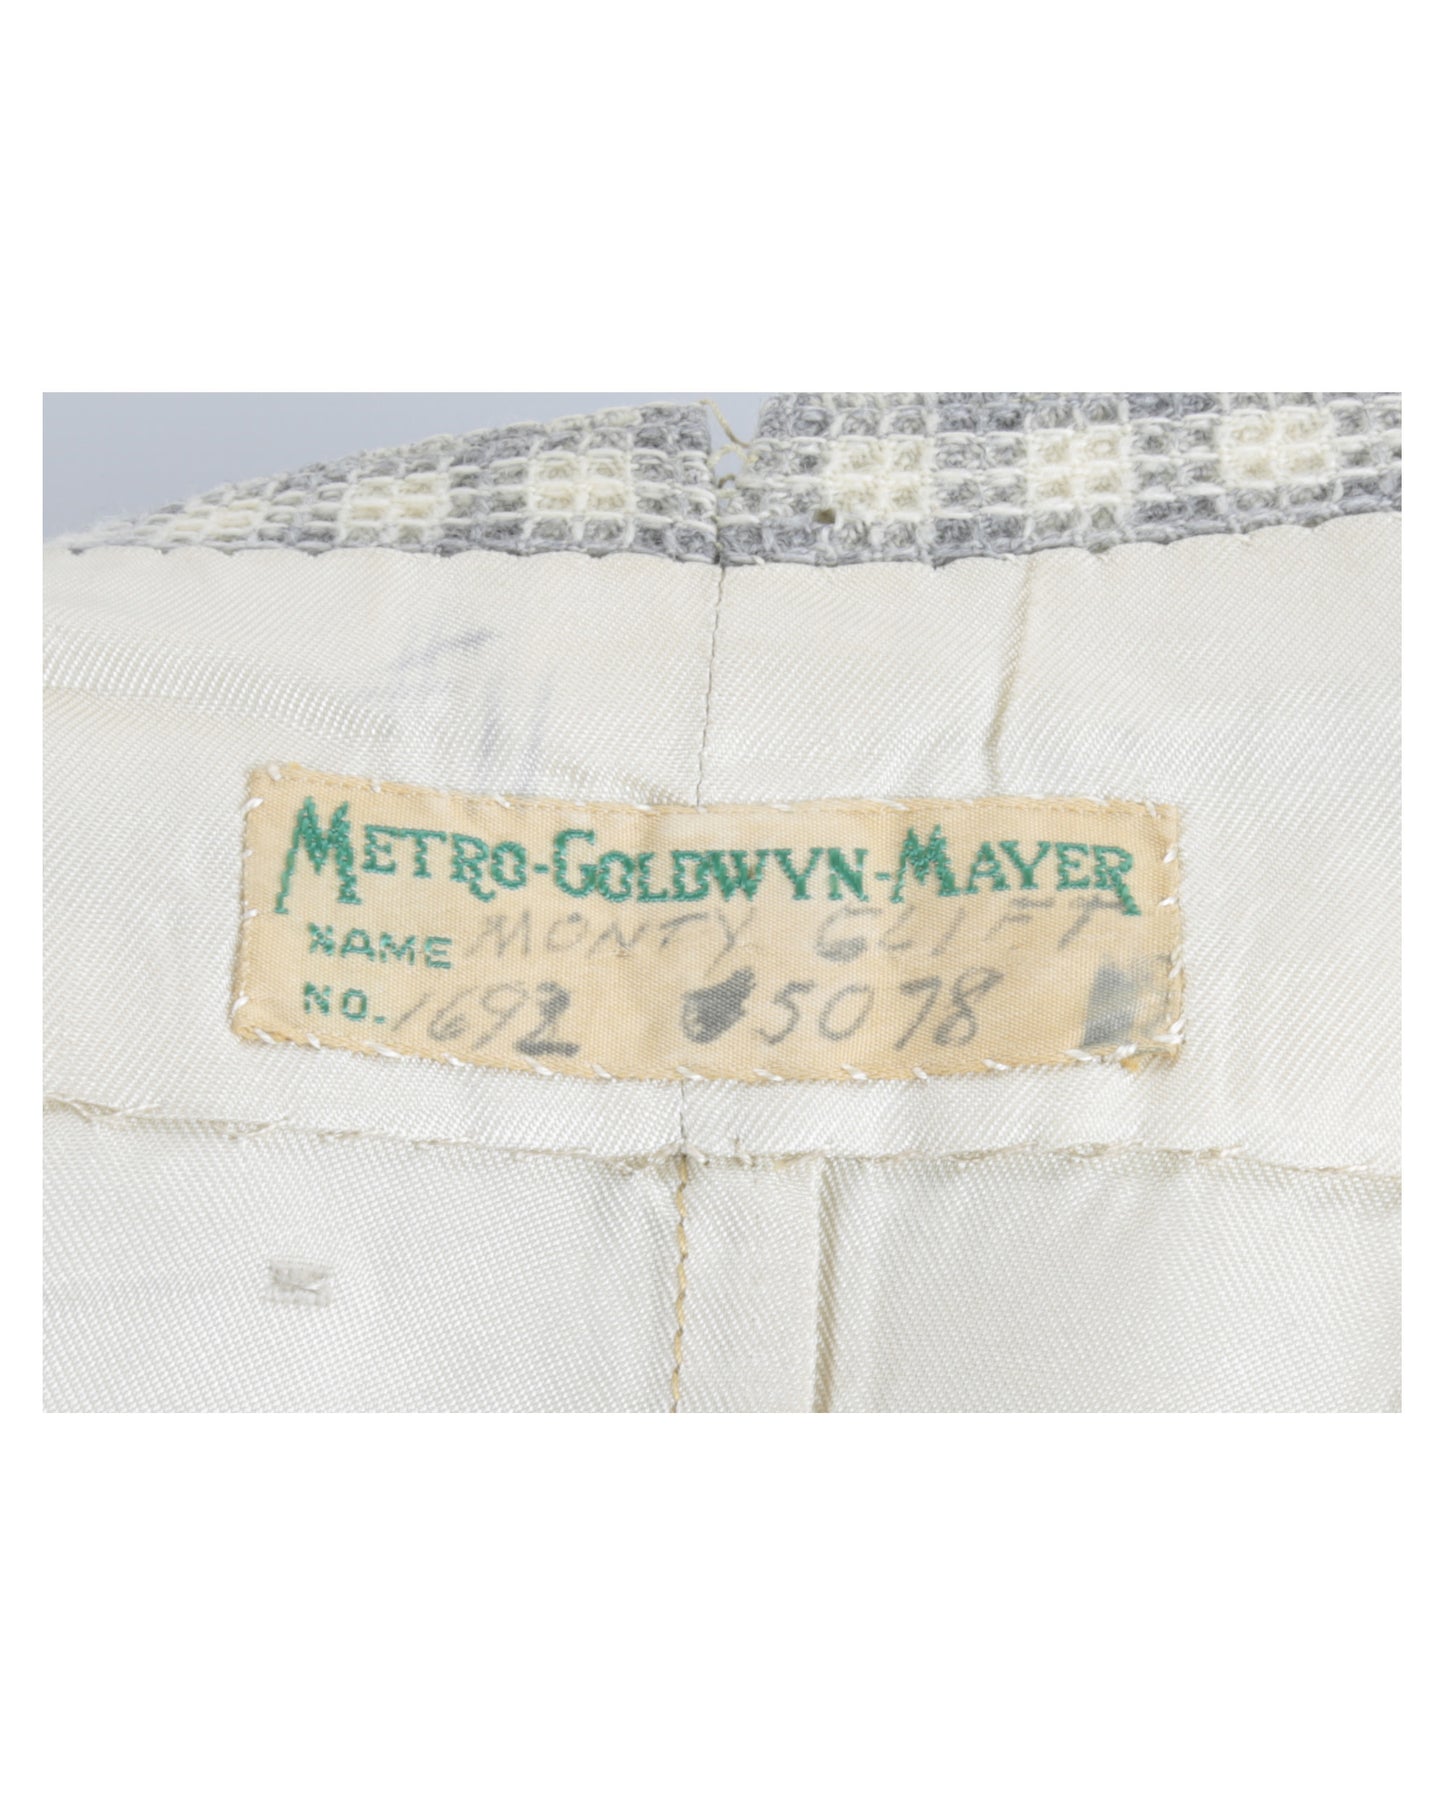 METRO-GOLDWYN-MAYER
NAME MONTY CLIFT
NO. 1692 5078